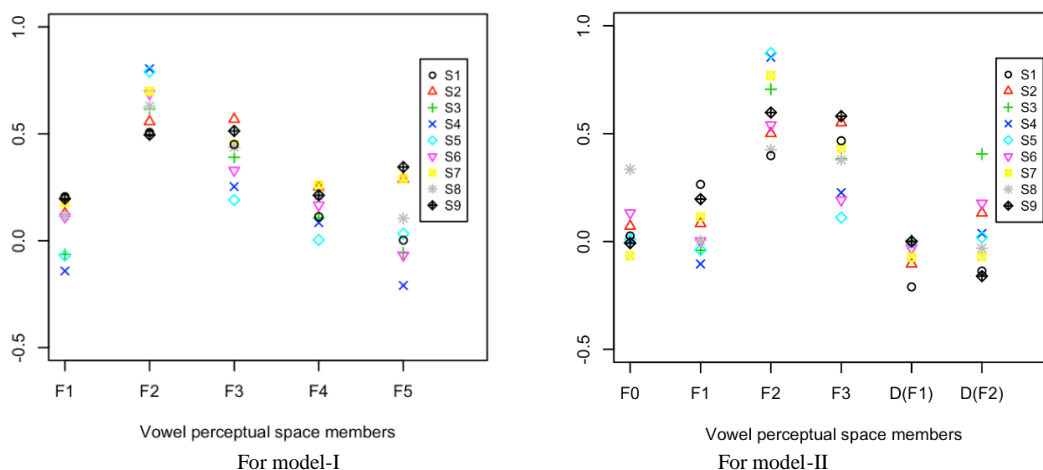 1.0
0.5
0.0
-0.5
S1
S2
S3
S4
S5
S6
S7
S8
S9
F1 F2 F3 F4 F5
Vowel perceptual space members
For model-I
1.0
0.5
0.0
-0.5
S1
S2
S3
S4
S5
S6
S7
S8
S9
F0 F1 F2 F3 D(F1) D(F2)
Vowel perceptual space members
For model-II